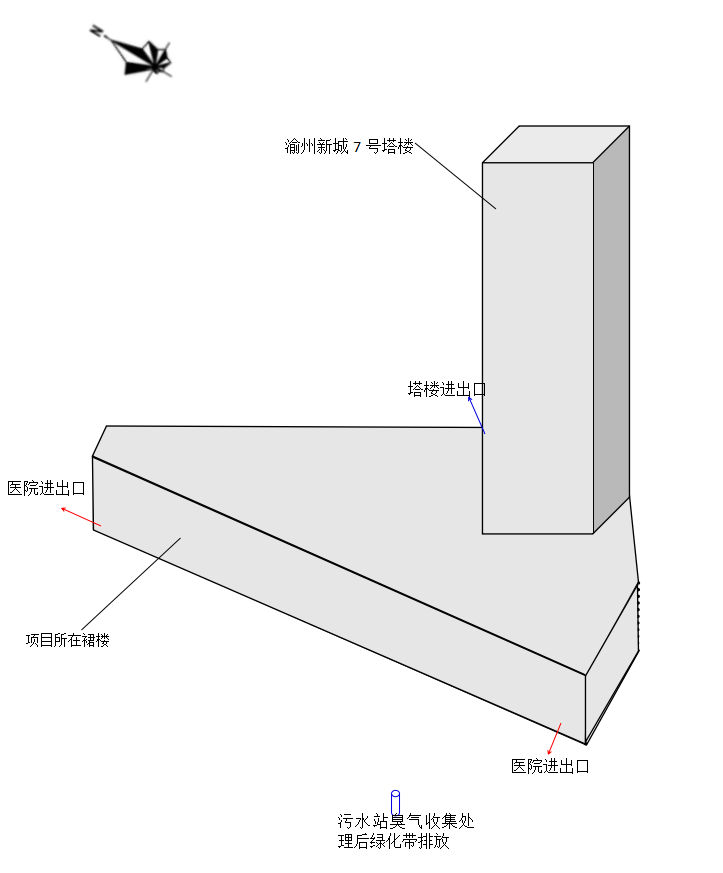 N
渝州新城 7 号塔楼
塔楼进出口
医院进出口
项目所在裙楼
医院进出口
污水站臭气收集处
理后绿化带排放